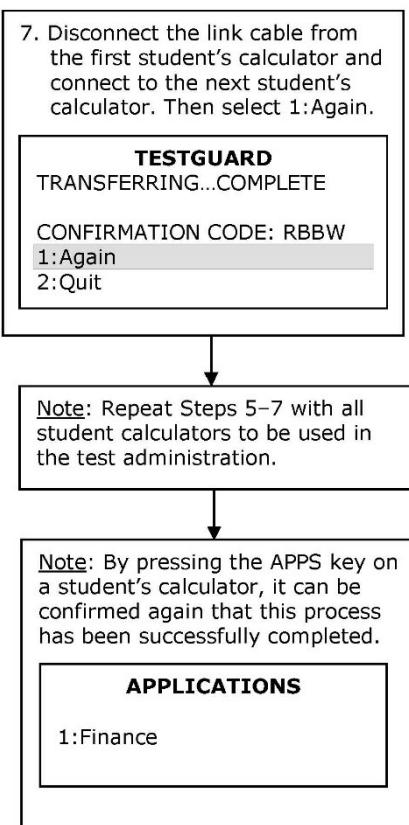 7. Disconnect the link cable from
the first student’s calculator and
connect to the next student’s
calculator. Then select 1:Again.
TESTGUARD
TRANSFERRING…COMPLETE
CONFIRMATION CODE: RBBW
1:Again
2:Quit
Note: Repeat Steps 5–7 with all
student calculators to be used in
the test administration.
Note: By pressing the APPS key on
a student’s calculator, it can be
confirmed again that this process
has been successfully completed.
APPLICATIONS
1:Finance